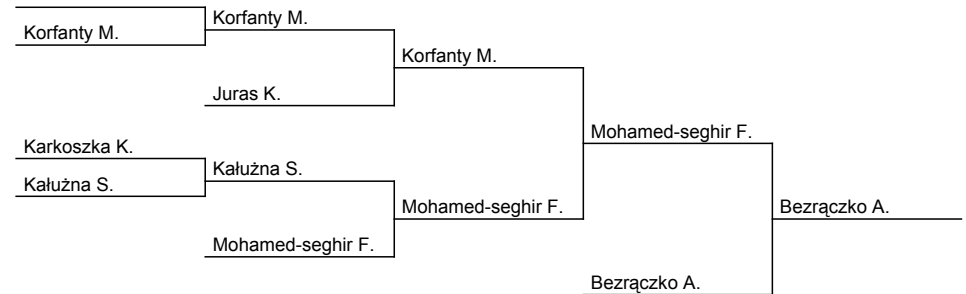 Korfanty M.
Korfanty M.
Korfanty M.
Juras K.
Mohamed-seghir F.
Karkoszka K.
Kałużna S.
Kałużna S.
Mohamed-seghir F.
Bezrączko A.
Mohamed-seghir F.
Bezrączko A.